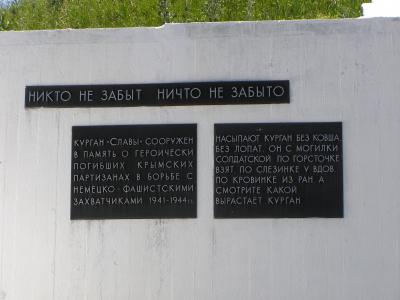 НИКТО НЕ ЗАБЫТ НИЧТО НЕ ЗАБЫТО
КУРГАН «СЛАВЫ» СООРУЖЕН
В ПАМЯТЬ О ГЕРОИЧЕСКИ
ПОГИБШИХ КРЫМСКИХ
ПАРТИЗАНАХ В БОРЬБЕ С
НЕМЕЦКО-ФАШИСТСКИМИ
ЗАХВАТЧИКАМИ 1941-1944гг.
НАСЫПАЮТ КУРГАН БЕЗ КОВША,
БЕЗ ЛОПАТ. ОН С МОГИЛКИ
СОЛДАТСКОЙ ПО ГОРСТОЧКЕ
ВЗЯТ, ПО СЛЕЗИНКЕ У ВДОВ,
ПО КРОВИНКЕ ИЗ РАН. А
СМОТРИТЕ КАКОЙ
ВЫРАСТАЕТ КУРГАН